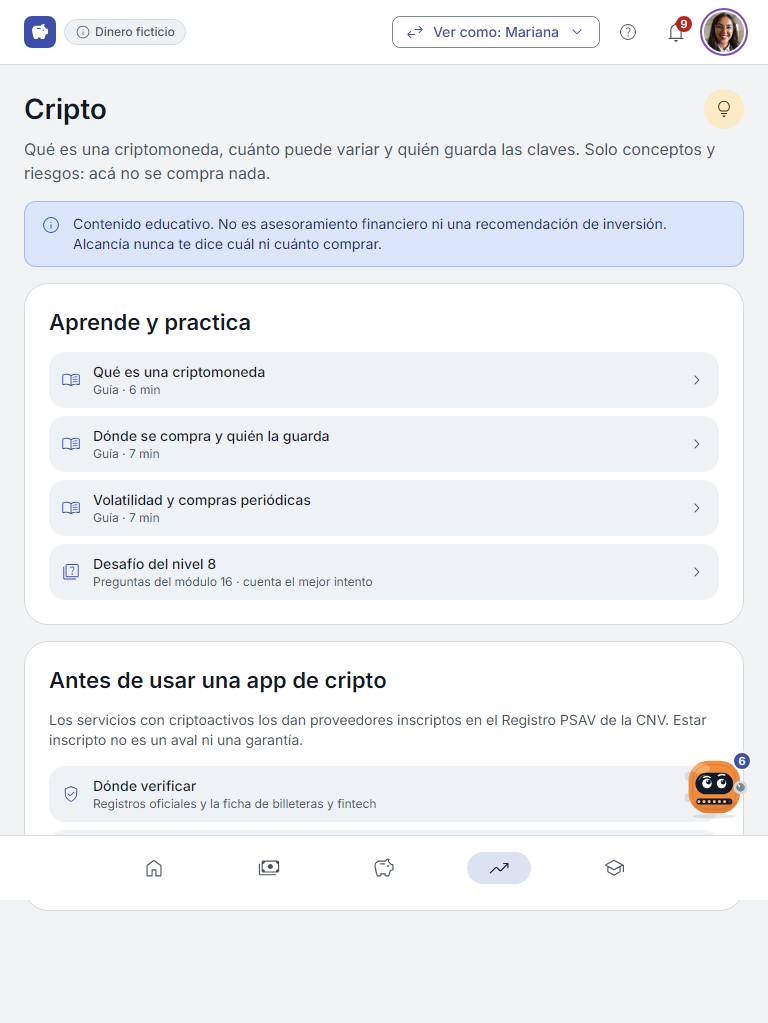 Dinero ficticio
Ver como: Mariana
9
Cripto
Qué es una criptomoneda, cuánto puede variar y quién guarda las claves. Solo conceptos y
riesgos: acá no se compra nada.
Contenido educativo. No es asesoramiento financiero ni una recomendación de inversión.
Alcancía nunca te dice cuál ni cuánto comprar.
Aprende y practica
Qué es una criptomoneda
Guía · 6 min
Dónde se compra y quién la guarda
Guía · 7 min
Volatilidad y compras periódicas
Guía · 7 min
Desafío del nivel 8
Preguntas del módulo 16 · cuenta el mejor intento
Antes de usar una app de cripto
Los servicios con criptoactivos los dan proveedores inscriptos en el Registro PSAV de la CNV. Estar
inscripto no es un aval ni una garantía.
6
Dónde verificar
Registros oficiales y la ficha de billeteras y fintech